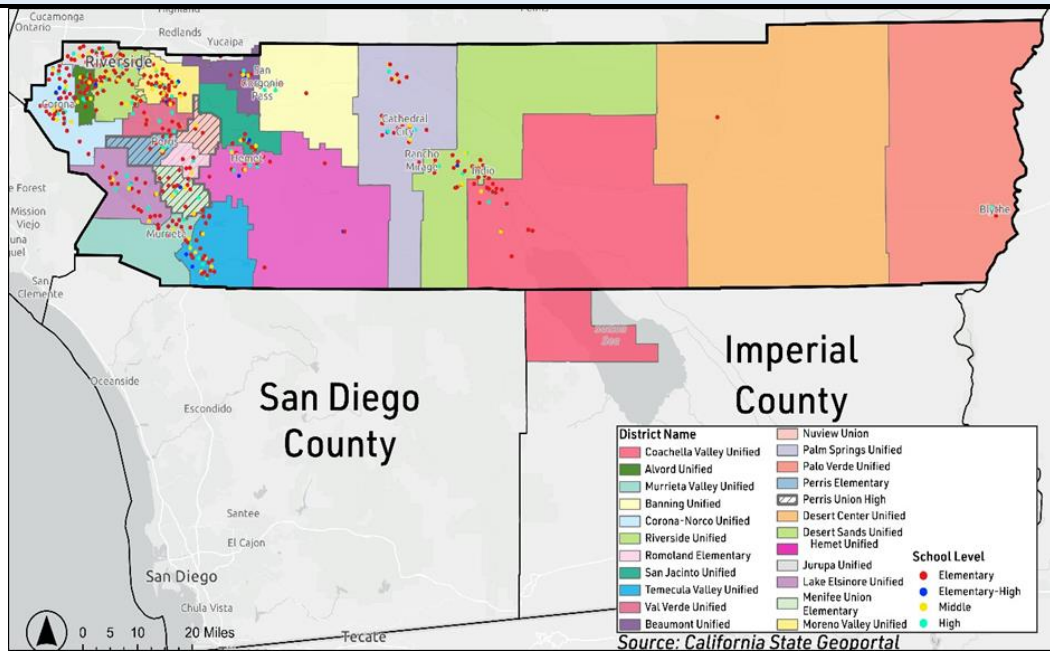 Cucamonga
Ontario
Highland
Redlands
Yucaipa
Riverside
San
Gorgonio
Pass
Corona
Cathedral
City
Perris
Hemet
Rancho
Mirage
Indio
e Forest
Mission
Viejo
una
guel
Murrieta
Blythe
San
Clemente
Salton
Sea
Oceanside
Escondido
San Diego
County
Imperial
County
Santee
El Cajon
San Diego
Chula Vista
Tecate
0 5 10 20 Miles
District Name
Coachella Valley Unified
Alvord Unified
Murrieta Valley Unified
Banning Unified
Corona-Norco Unified
Riverside Unified
Romoland Elementary
San Jacinto Unified
Temecula Valley Unified
Val Verde Unified
Beaumont Unified
Nuview Union
Palm Springs Unified
Palo Verde Unified
Perris Elementary
Perris Union High
Desert Center Unified
Desert Sands Unified
Hemet Unified
Jurupa Unified
Lake Elsinore Unified
Menifee Union
Elementary
Moreno Valley Unified
School Level
Elementary
Elementary-High
Middle
High
Source: California State Geoportal